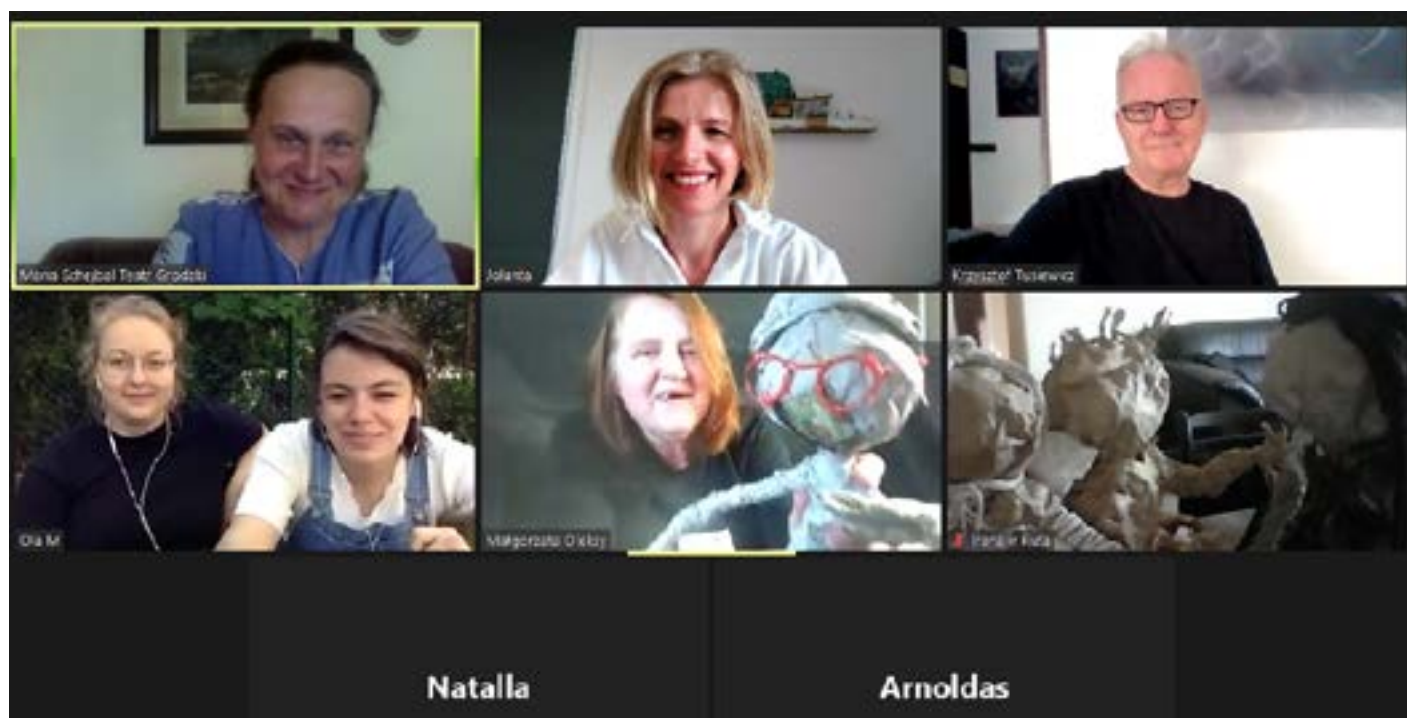 Maria Schejbal Teatr Grodzki
Jolanta
Krzysztof Tusiewicz
Ola M
Małgorzata
Natalla
Arnoldas